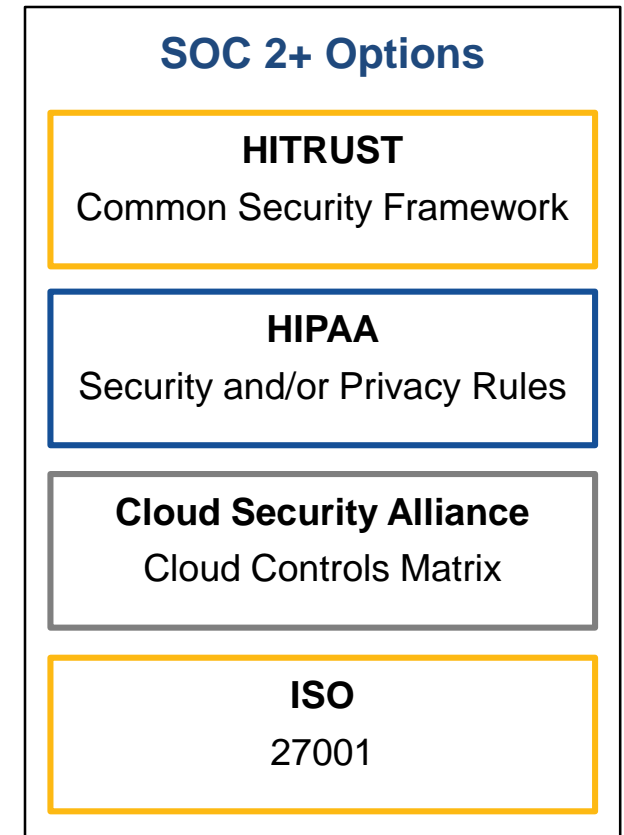 SOC 2+ Options
HITRUST
Common Security Framework
HIPAA
Security and/or Privacy Rules
Cloud Security Alliance
Cloud Controls Matrix
ISO
27001